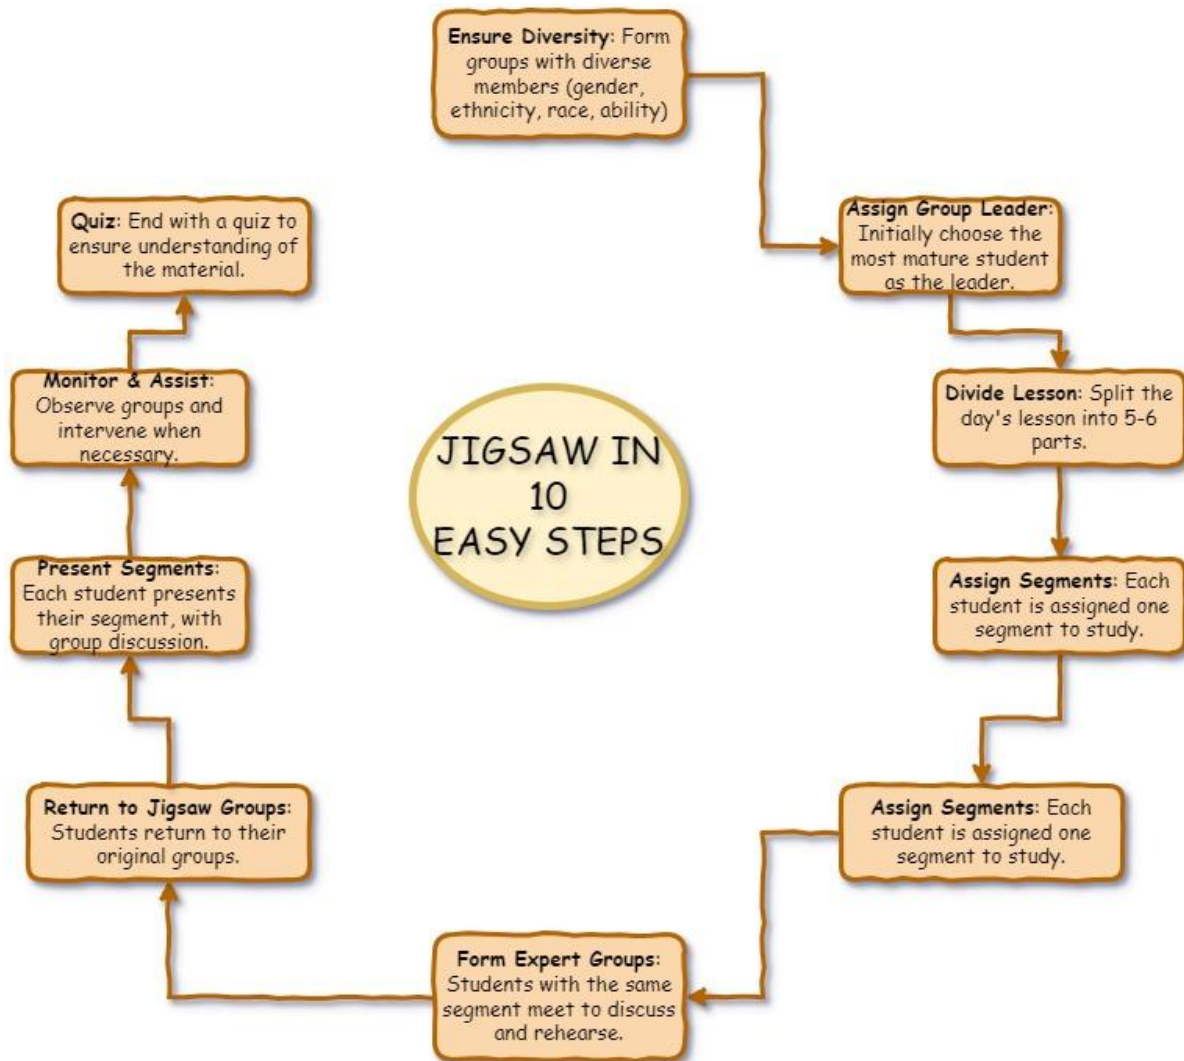 Ensure Diversity: Form
groups with diverse
members (gender,
ethnicity, race, ability)
Assign Group Leader:
Initially choose the
most mature student
as the leader.
Divide Lesson: Split the
day's lesson into 5-6
parts.
Assign Segments: Each
student is assigned one
segment to study.
Assign Segments: Each
student is assigned one
segment to study.
Form Expert Groups:
Students with the same
segment meet to discuss
and rehearse.
Return to Jigsaw Groups:
Students return to their
original groups.
Present Segments:
Each student presents
their segment, with
group discussion.
Monitor & Assist:
Observe groups and
intervene when
necessary.
Quiz: End with a quiz to
ensure understanding of
the material.
JIGSAW IN
10
EASY STEPS